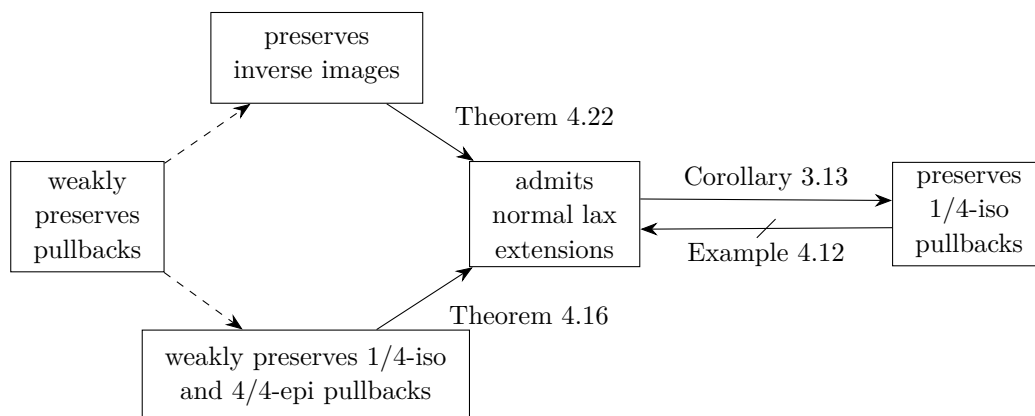 preserves
inverse images
Theorem 4.22
weakly
preserves
pullbacks
admits
normal lax
extensions
Corollary 3.13
Example 4.12
preserves
1/4-iso
pullbacks
Theorem 4.16
weakly preserves 1/4-iso
and 4/4-epi pullbacks